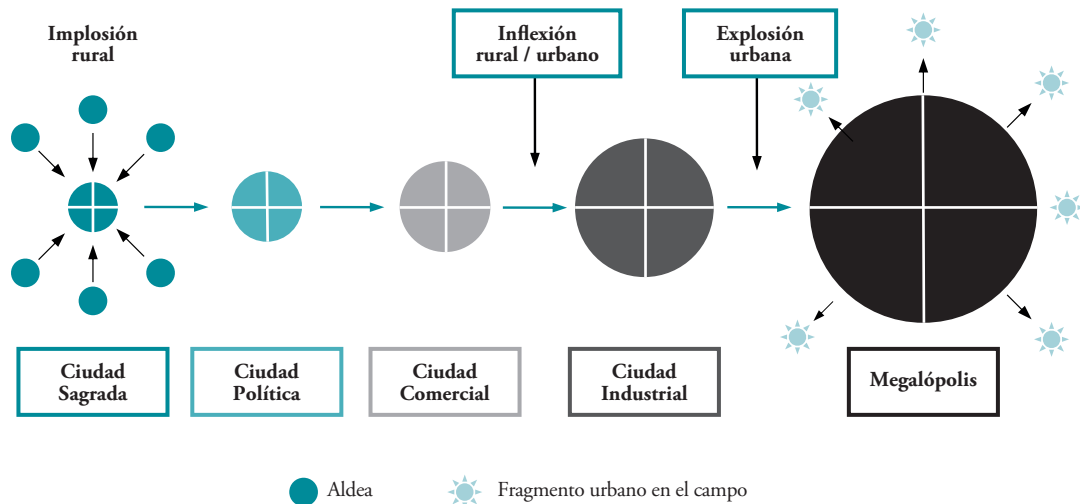 Implosión
rural
Inflexión
rural / urbano
Explosión
urbana
Ciudad
Sagrada
Ciudad
Política
Ciudad
Comercial
Ciudad
Industrial
Megalópolis
Aldea
Fragmento urbano en el campo